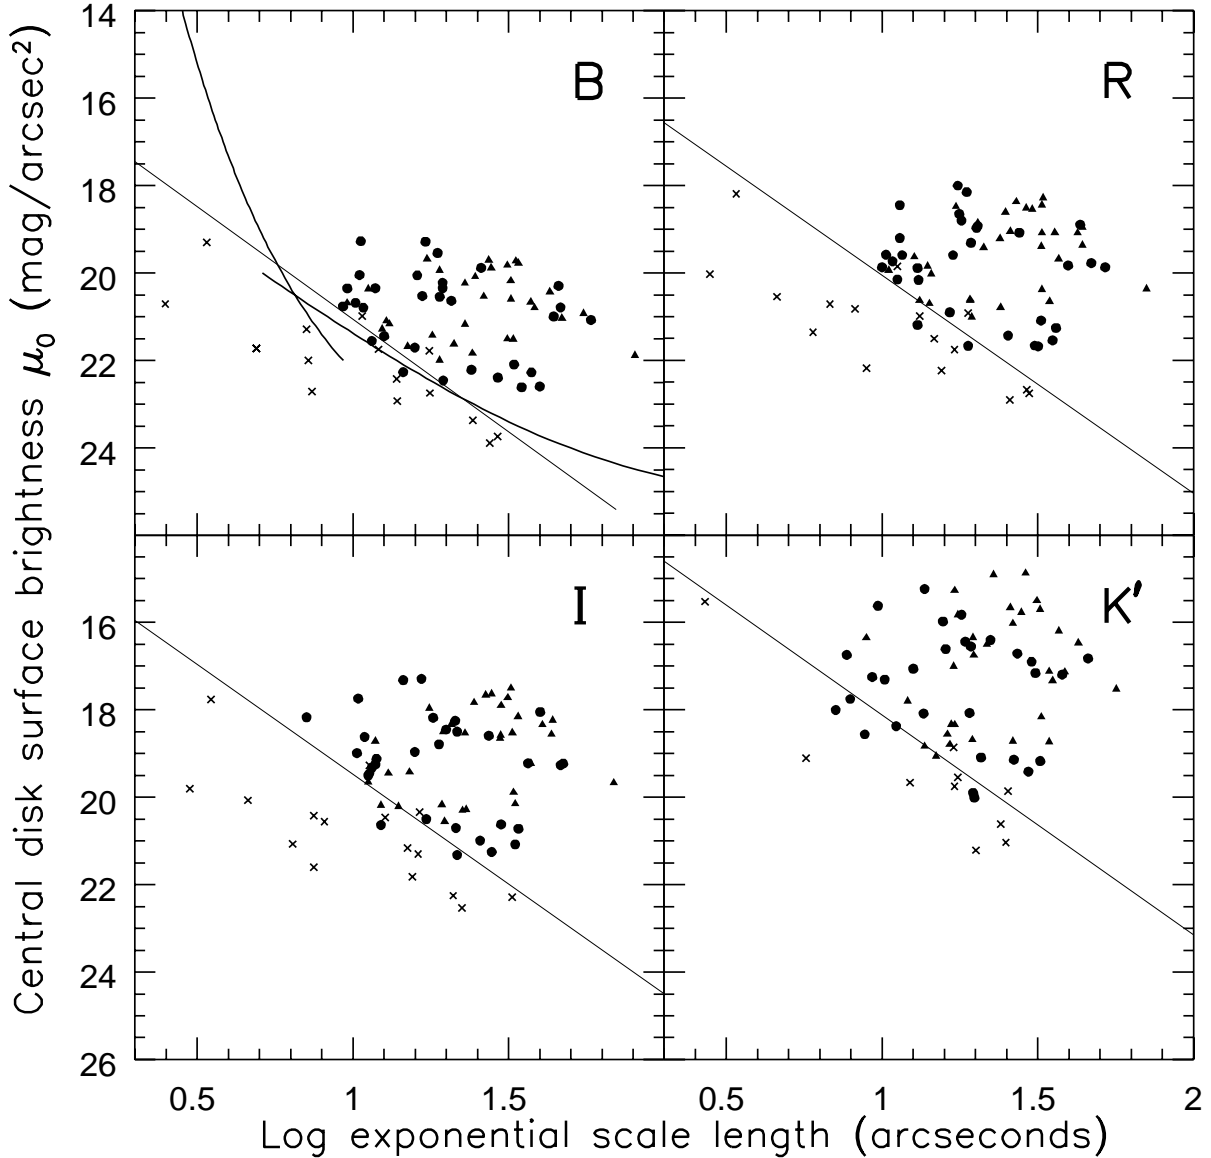 Central disk surface brightness μ0 (mag/arcsec2)
14
16
18
20
22
24
16
18
20
22
24
26
B
R
I
K′
0.5 1 1.5 0.5 1 1.5 2
Log exponential scale length (arcseconds)